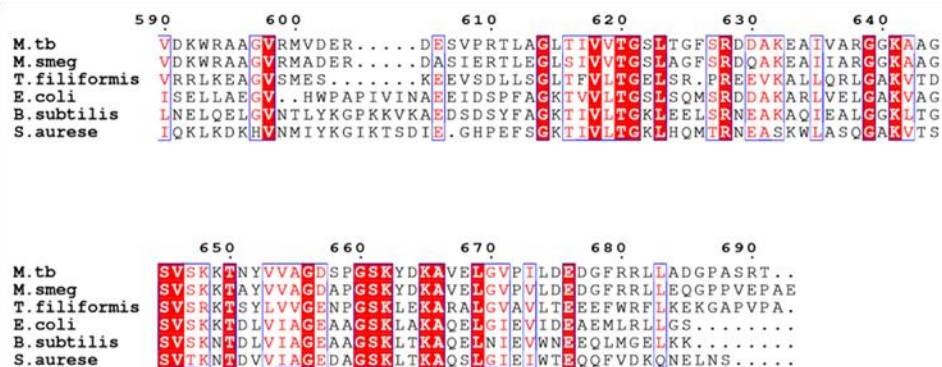 590 600 610 620 630 640
M.tb VDKWRAAGVRMVDER.....DESVPRTLAGLTIVVTGSLTGFSRDDAKEAIVARGGKAAG
M.smeg VDKWRAAGVRMADER.....DASIERTLEGLSIVVTGSLAGFSRDQAKEAIIARGGKAAG
T.filiformis VRRLKEAGVSMES.......KEEVSDLLSGLTFVLTGELSR.PREEVKALLQRLGAKVTD
E.coli ISELLAEGV..HWPAPIVINAEEIDSPFAGKTVVLTGSLSQMSRDDAKARLVELGAKVAG
B.subtilis LNELQELGVNTLYKGPKKVKAEDSDSYFAGKTIVLTGKLEELSRNEAKAQIEALGGKLTG
S.aurese IQKLKDKHVNMIYKGIKTSDIE.GHPEFSGKTIVLTGKLHQMTRNEASKWLASQGAKVTS
650 660 670 680 690
M.tb SVSKKTNYVVAGDSPGSKYDKAVELGVPILDEDGFRRLLADGPASRT..
M.smeg SVSKKTAYVVAGDAPGSKYDKAVELGVPVLDEDGFRRLLEQGPPVEPAE
T.filiformis SVSRKTSYLVVGENPGSKLEKARALGVAVLTEEEFWRFLKEKGAPVPA.
E.coli SVSKKTDLVIAGEAAGSKLAKAQELGIEVIDEAEMLRLLGS........
B.subtilis SVSKNTDLVIAGEAAGSKLTKAQELNIEVWNEEQLMGELKK........
S.aurese SVTKNTDVVIAGEDAGSKLTKAQSLGIEIWTEQQFVDKQNELNS.....